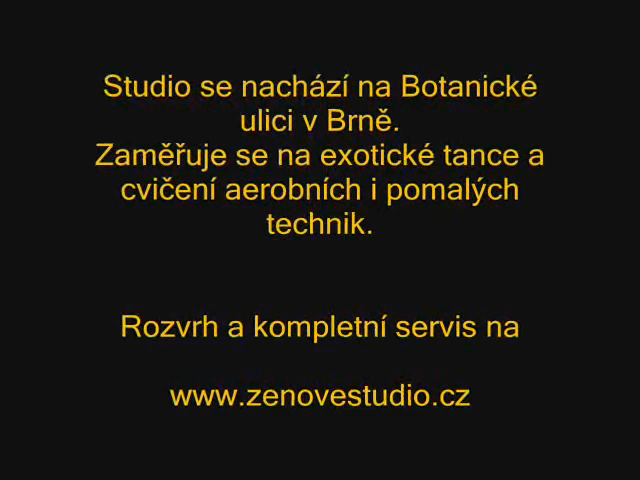 Studio se nachází na Botanické
ulici v Brně.
Zaměřuje se na exotické tance a
cvičení aerobních i pomalých
technik.
Rozvrh a kompletní servis na
www.zenovestudio.cz